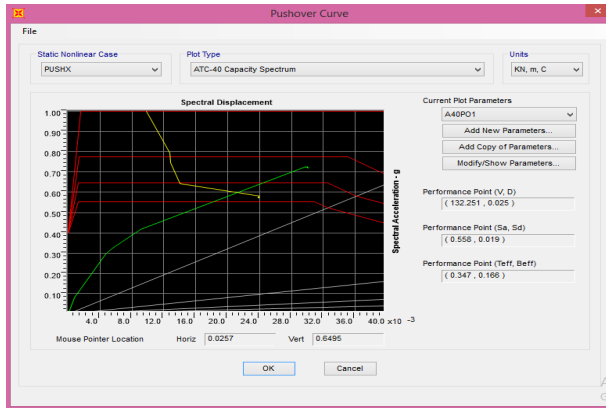 Pushover Curve
File
Static Nonlinear Case
PUSHX
Plot Type
ATC-40 Capacity Spectrum
Units
KN, m, C
Spectral Displacement
1.00
0.90
0.80
0.70
0.60
0.50
0.40
0.30
0.20
0.10
4.0 8.0 12.0 16.0 20.0 24.0 28.0 32.0 36.0 40.0 x10 -3
Spectral Acceleration - g
Mouse Pointer Location Horiz 0.0257 Vert 0.6495
Current Plot Parameters
A40PO1
Add New Parameters...
Add Copy of Parameters...
Modify/Show Parameters...
Performance Point (V, D)
( 132.251 , 0.025 )
Performance Point (Sa, Sd)
( 0.558 , 0.019 )
Performance Point (Teff, Beff)
( 0.347 , 0.166 )
OK Cancel